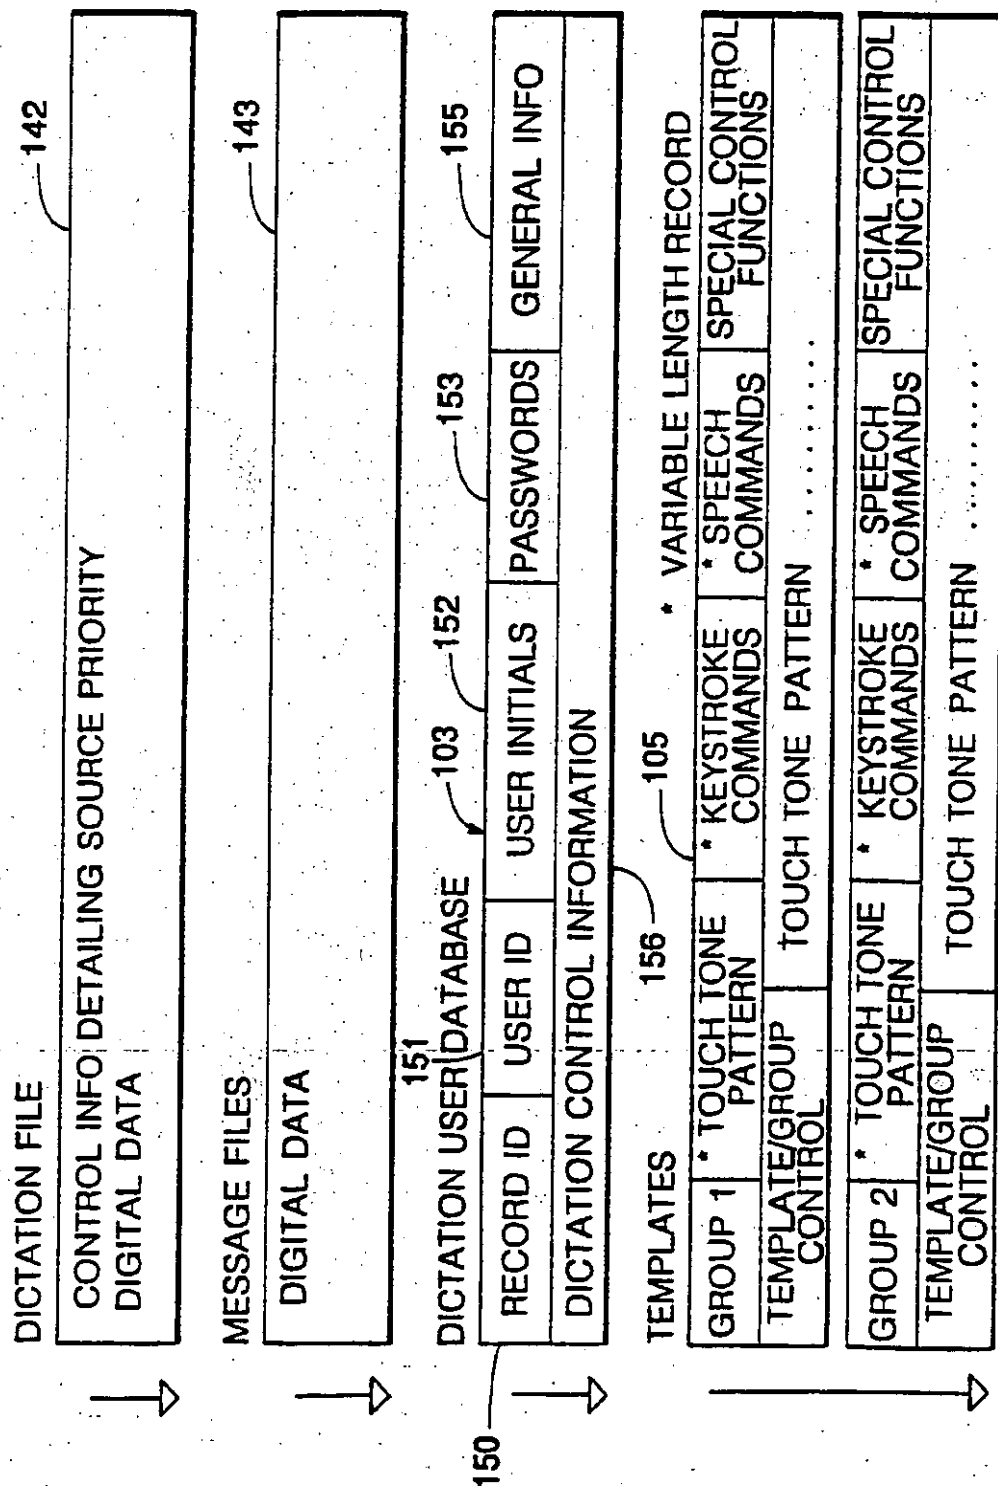 DICTATION FILE
142
CONTROL INFO DETAILING SOURCE PRIORITY
DIGITAL DATA
MESSAGE FILES
143
DIGITAL DATA
151
DICTATION USER DATABASE
103
152
153
155
150
RECORD ID
USER ID
USER INITIALS
PASSWORDS
GENERAL INFO
DICTATION CONTROL INFORMATION
156
TEMPLATES
105
* VARIABLE LENGTH RECORD
GROUP 1
* TOUCH TONE
PATTERN
* KEYSTROKE
COMMANDS
* SPEECH
COMMANDS
SPECIAL CONTROL
FUNCTIONS
TEMPLATE/GROUP
CONTROL
TOUCH TONE PATTERN ........
GROUP 2
* TOUCH TONE
PATTERN
* KEYSTROKE
COMMANDS
* SPEECH
COMMANDS
SPECIAL CONTROL
FUNCTIONS
TEMPLATE/GROUP
CONTROL
TOUCH TONE PATTERN ........